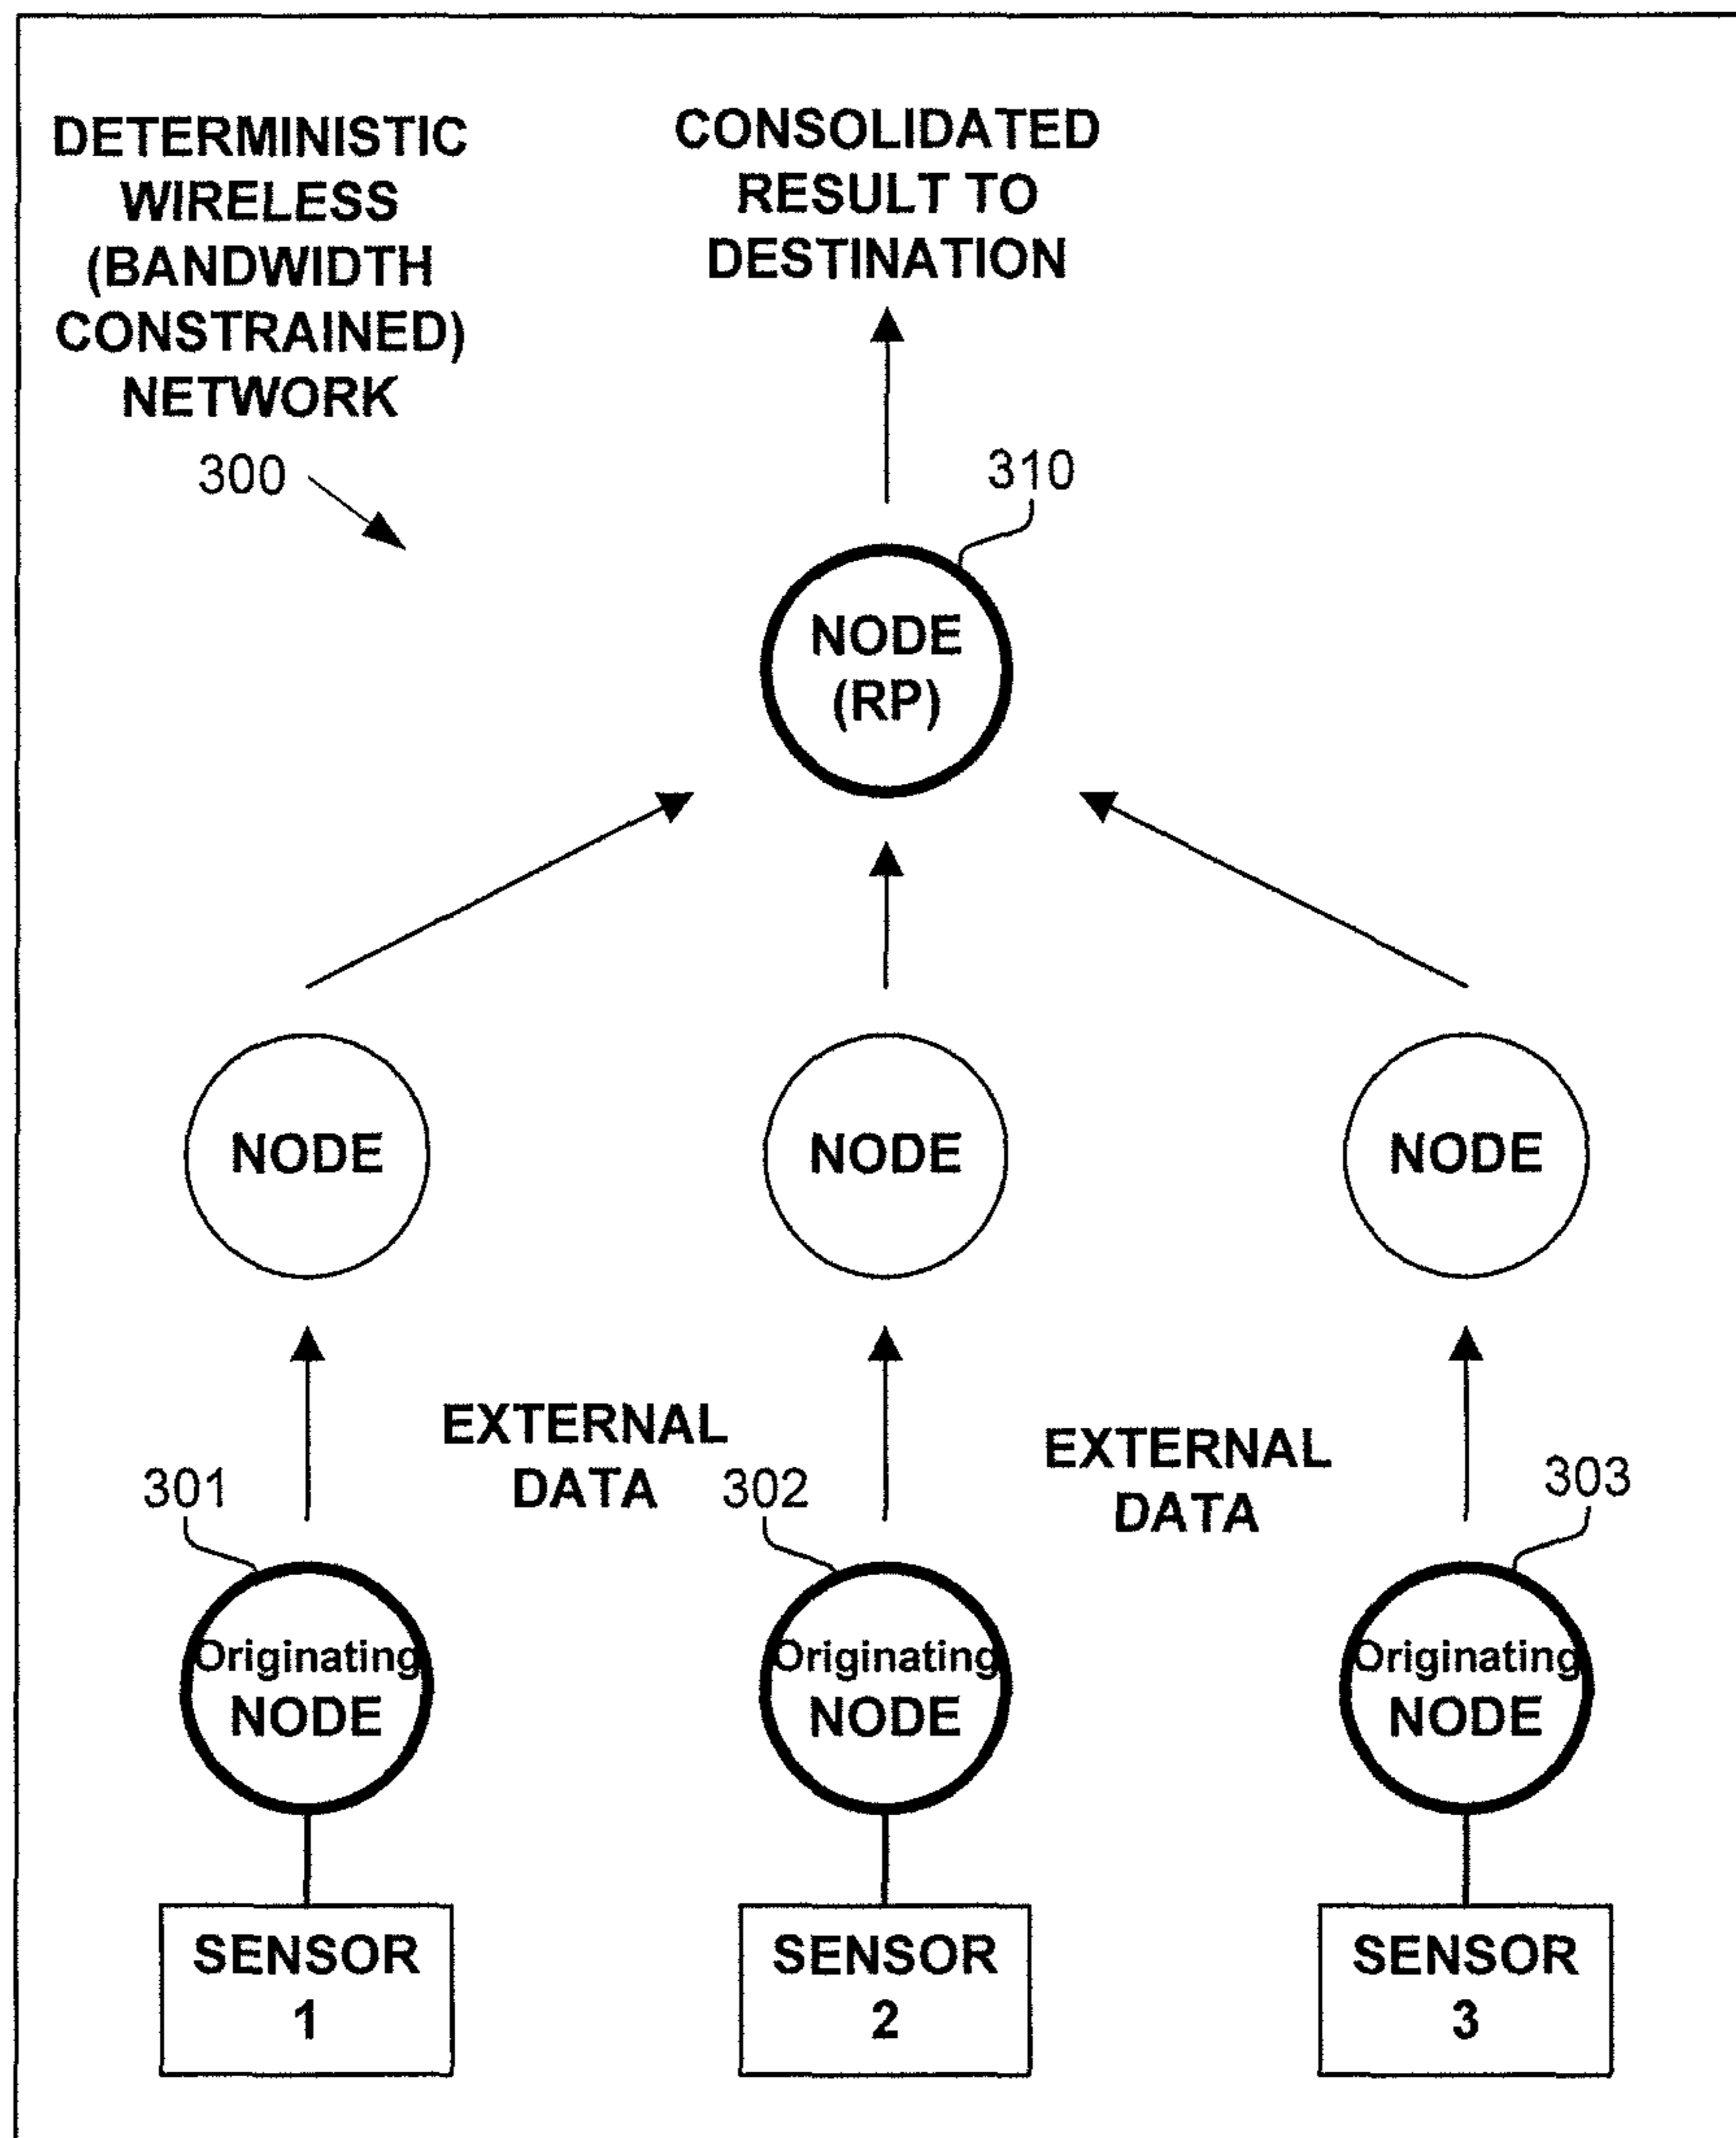 DETERMINISTIC
WIRELESS
(BANDWIDTH
CONSTRAINED)
NETWORK
300
CONSOLIDATED
RESULT TO
DESTINATION
310
NODE
(RP)
NODE
NODE
NODE
EXTERNAL
DATA
EXTERNAL
DATA
301
302
303
Originating
NODE
Originating
NODE
Originating
NODE
SENSOR
1
SENSOR
2
SENSOR
3